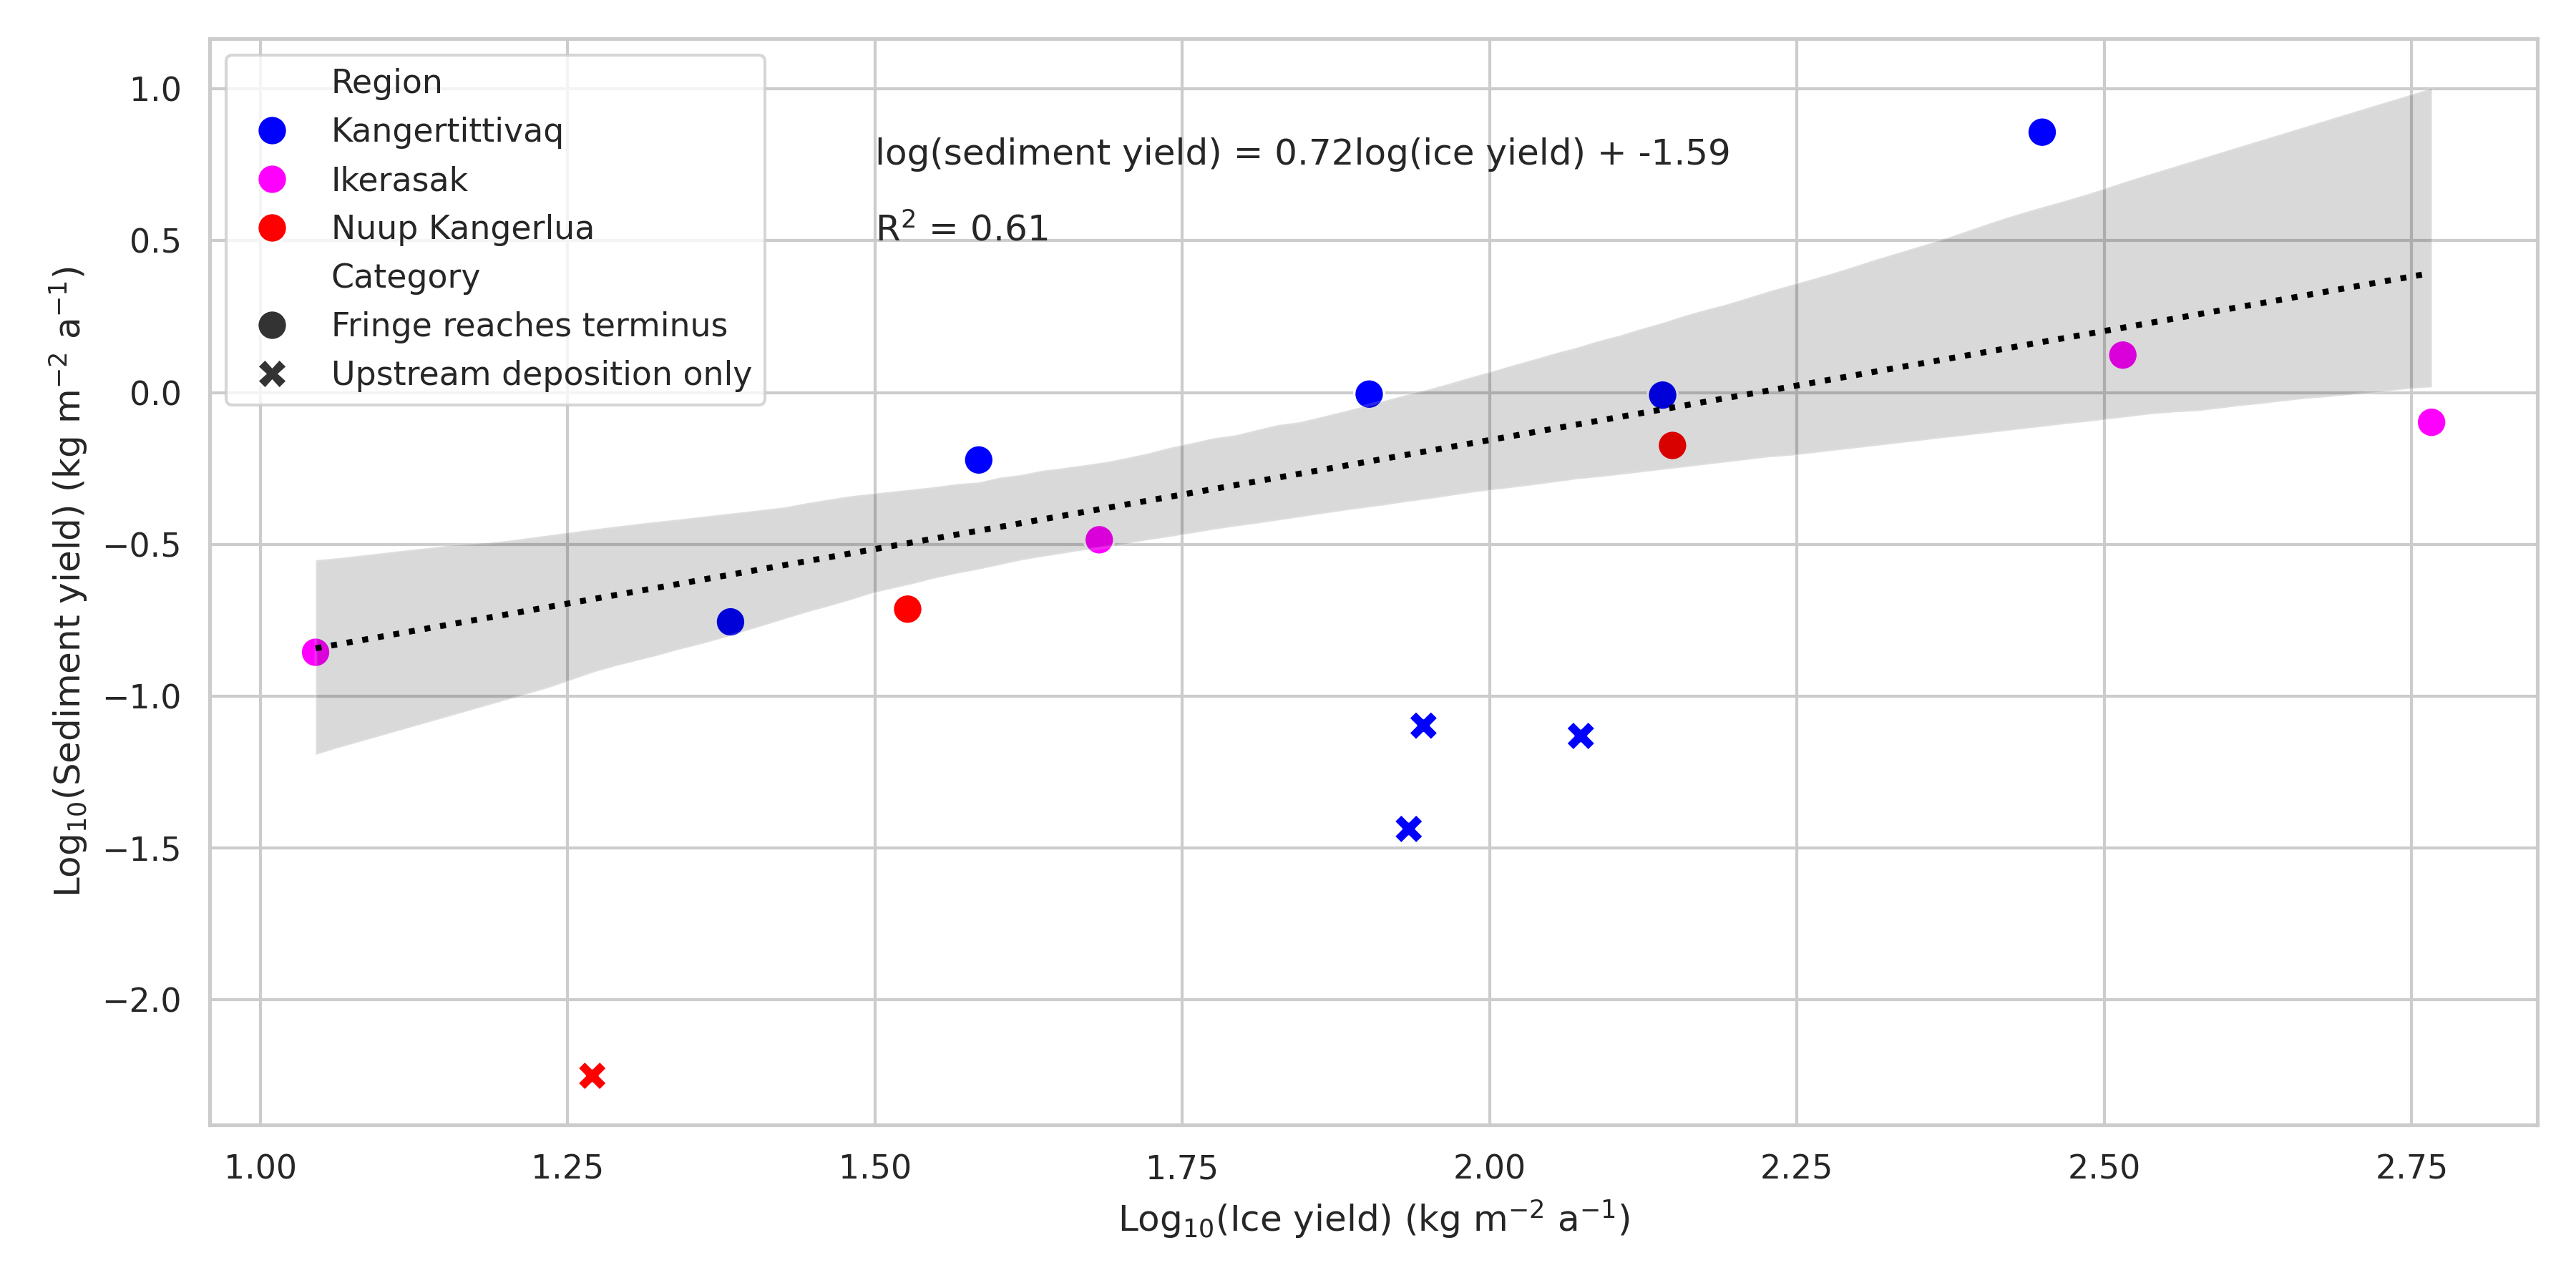 Region
Kangertittivaq
Ikerasak
Nuup Kangerlua
Category
Fringe reaches terminus
Upstream deposition only
log(sediment yield) = 0.72log(ice yield) + -1.59
R² = 0.61
Log₁₀(Sediment yield) (kg m⁻² a⁻¹)
1.0
0.5
0.0
−0.5
−1.0
−1.5
−2.0
1.00 1.25 1.50 1.75 2.00 2.25 2.50 2.75
Log₁₀(Ice yield) (kg m⁻² a⁻¹)